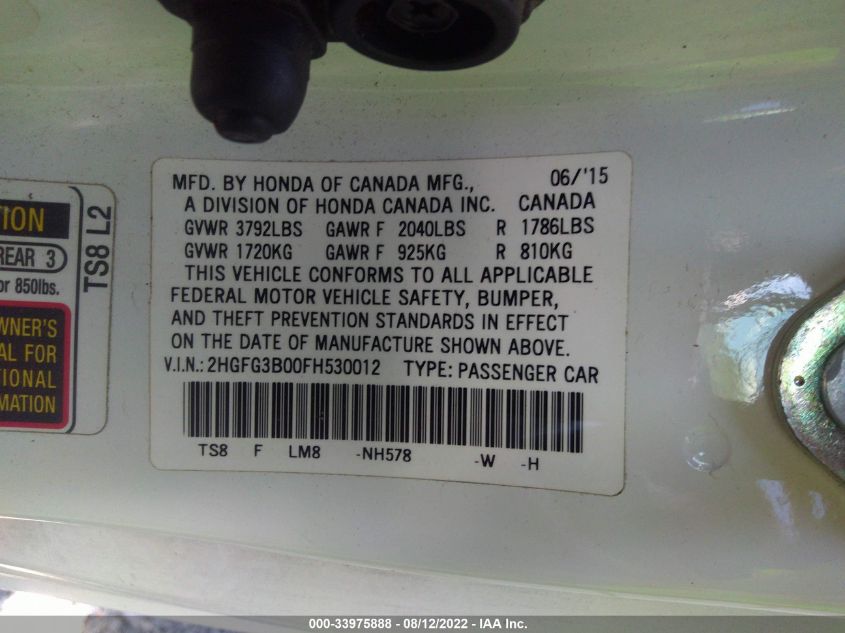 TION
REAR 3
or 850lbs.
WNER'S
AL FOR
TIONAL
MATION
TS8 L2
MFD. BY HONDA OF CANADA MFG., 06/'15
A DIVISION OF HONDA CANADA INC. CANADA
GVWR 3792LBS GAWR F 2040LBS R 1786LBS
GVWR 1720KG GAWR F 925KG R 810KG
THIS VEHICLE CONFORMS TO ALL APPLICABLE
FEDERAL MOTOR VEHICLE SAFETY, BUMPER,
AND THEFT PREVENTION STANDARDS IN EFFECT
ON THE DATE OF MANUFACTURE SHOWN ABOVE.
V.I.N.: 2HGFG3B00FH530012 TYPE: PASSENGER CAR
TS8 F LM8 -NH578 -W -H
000-33975888 - 08/12/2022 - IAA Inc.